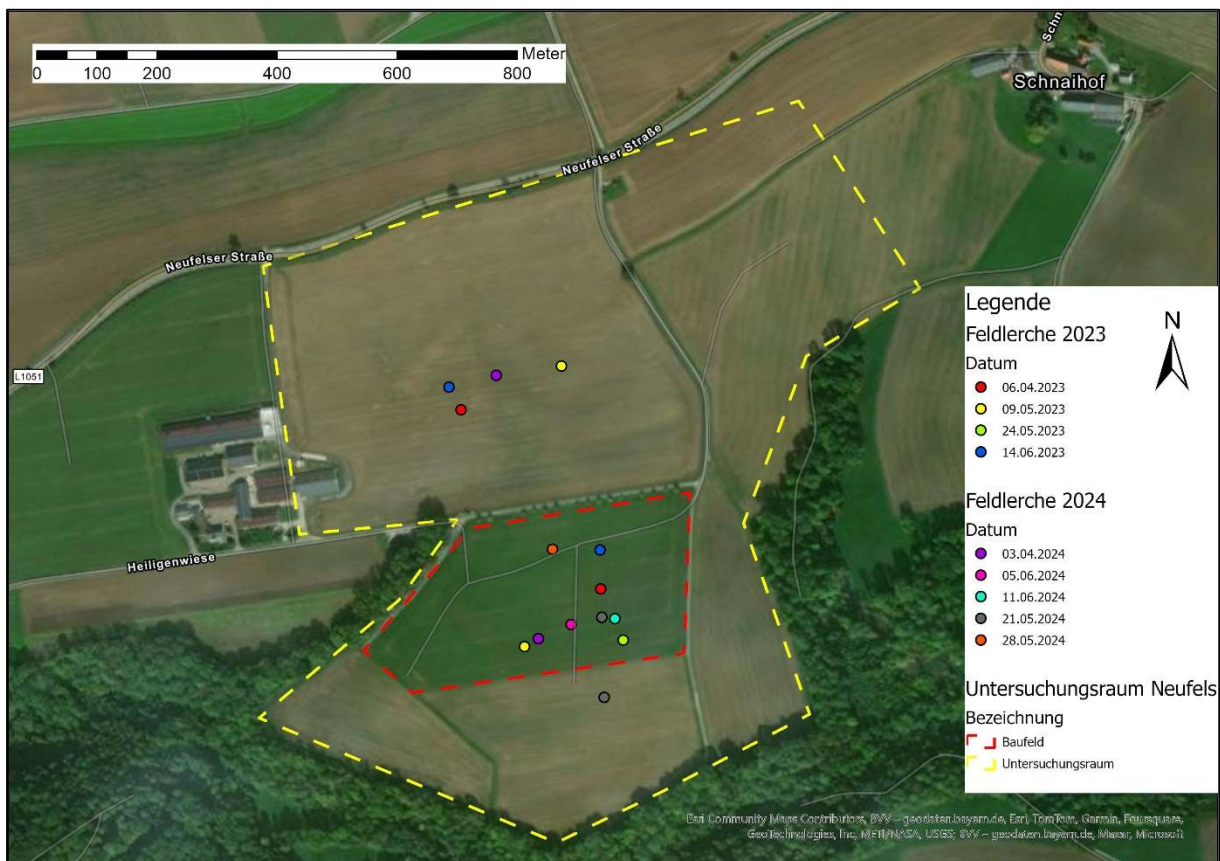 Meter
0 100 200 400 600 800
Schn
Schnaihof
Neufelser Straße
Neufelser Straße
L1051
Heiligenwiese
Legende
N
Feldlerche 2023
Datum
06.04.2023
09.05.2023
24.05.2023
14.06.2023
Feldlerche 2024
Datum
03.04.2024
05.06.2024
11.06.2024
21.05.2024
28.05.2024
Untersuchungsraum Neufels
Bezeichnung
Baufeld
Untersuchungsraum
Esri Community Maps Contributors, BVV – geodaten.bayern.de, Esri, TomTom, Garmin, Foursquare,
GeoTechnologies, Inc, METI/NASA, USGS; BVV – geodaten.bayern.de, Maxar, Microsoft